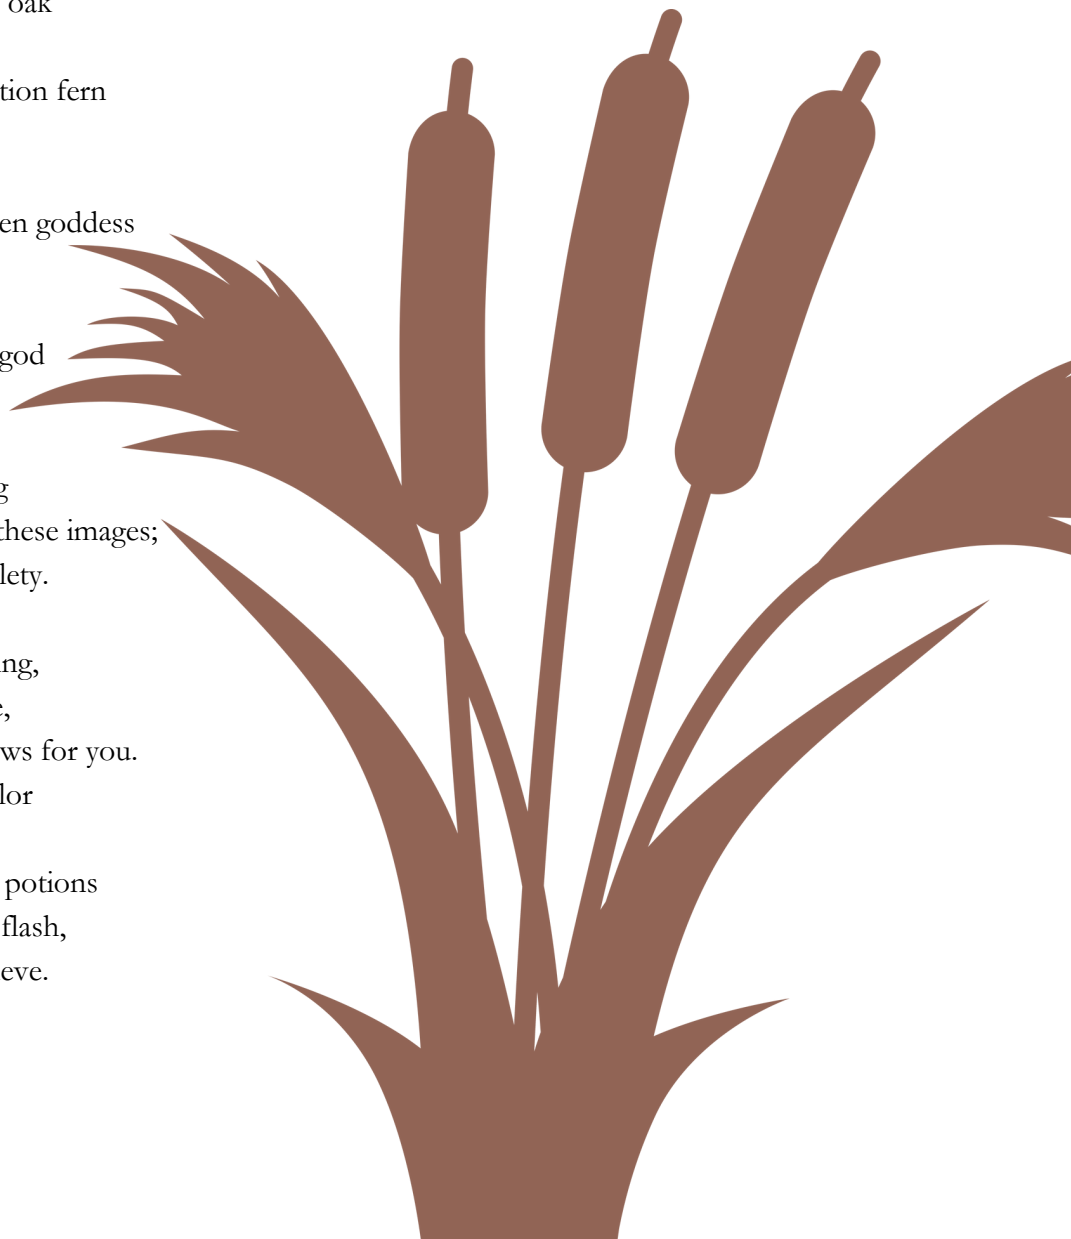 oak
tion fern
en goddess
god
g
these images;
lety.
ng,
e,
ws for you.
lor
potions
flash,
eve.